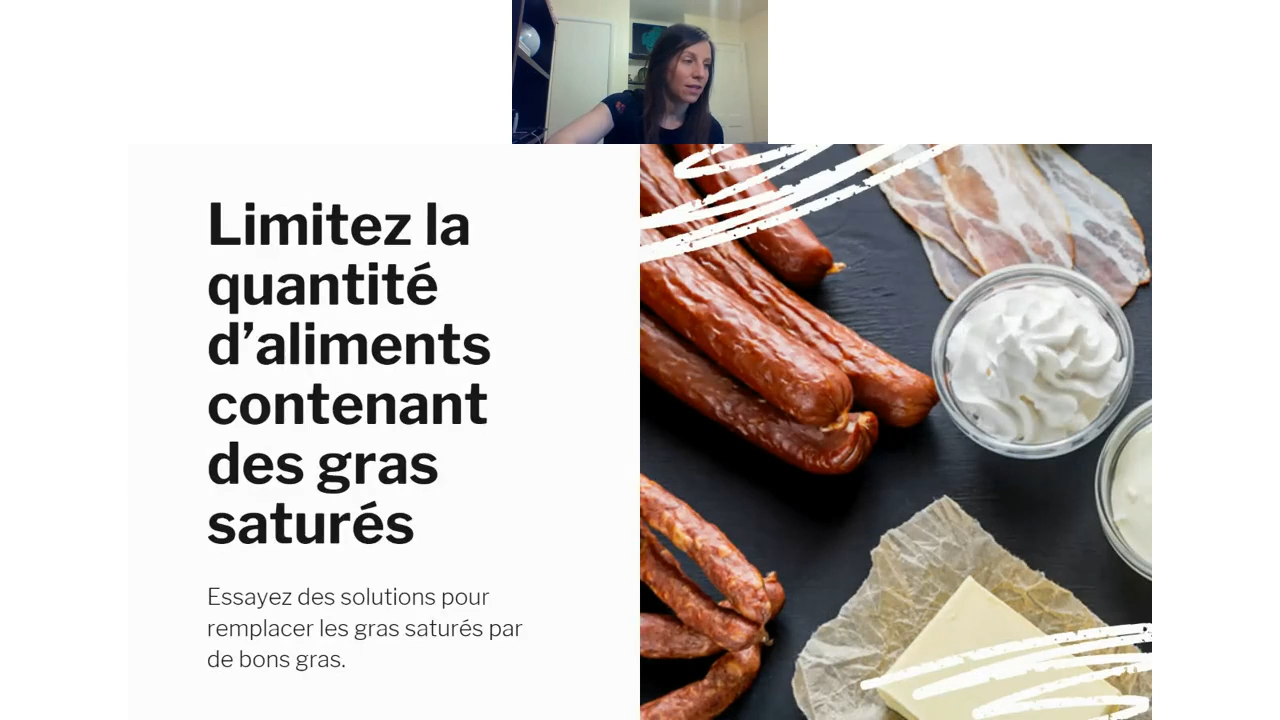 Limitez la
quantité
d’aliments
contenant
des gras
saturés
Essayez des solutions pour
remplacer les gras saturés par
de bons gras.